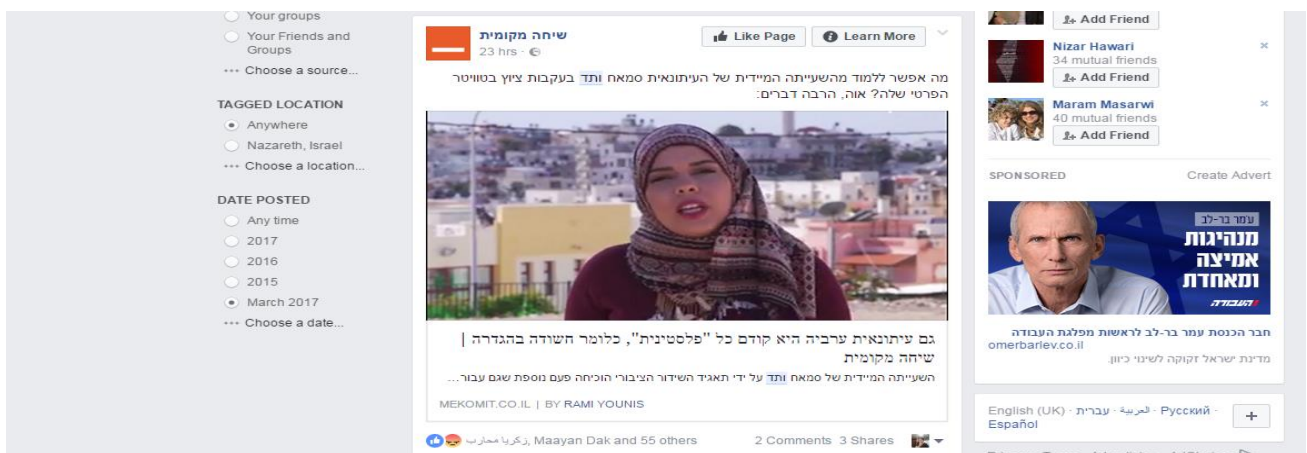 Your groups
Your Friends and
Groups
••• Choose a source...
TAGGED LOCATION
Anywhere
Nazareth, Israel
••• Choose a location...
DATE POSTED
Any time
2017
2016
2015
March 2017
••• Choose a date...
שיחה מקומית
23 hrs ·
Like Page
Learn More
מה אפשר ללמוד מהשעייתה המיידית של העיתונאית סמאח ותד בעקבות ציוץ בטוויטר
הפרטי שלה? אוה, הרבה דברים:
גם עיתונאית ערביה היא קודם כל "פלסטינית", כלומר חשודה בהגדרה |
שיחה מקומית
השעייתה המיידית של סמאח ותד על ידי תאגיד השידור הציבורי הוכיחה פעם נוספת שגם עבור...
MEKOMIT.CO.IL | BY RAMI YOUNIS
زكريا محارب, Maayan Dak and 55 others
2 Comments 3 Shares
Add Friend
Nizar Hawari
34 mutual friends
Add Friend
Maram Masarwi
40 mutual friends
Add Friend
SPONSORED
Create Advert
עמר בר-לב
מנהיגות
אמיצה
ומאחדת
העבודה
חבר הכנסת עמר בר-לב לראשות מפלגת העבודה
omerbarlev.co.il
מדינת ישראל זקוקה לשינוי כיוון.
English (UK) · עברית · العربية · Русский ·
Español